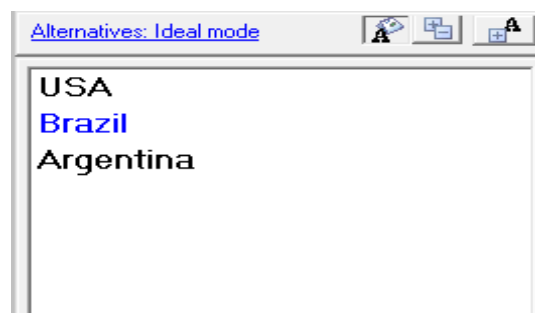 Alternatives: Ideal mode
A
A
USA
Brazil
Argentina